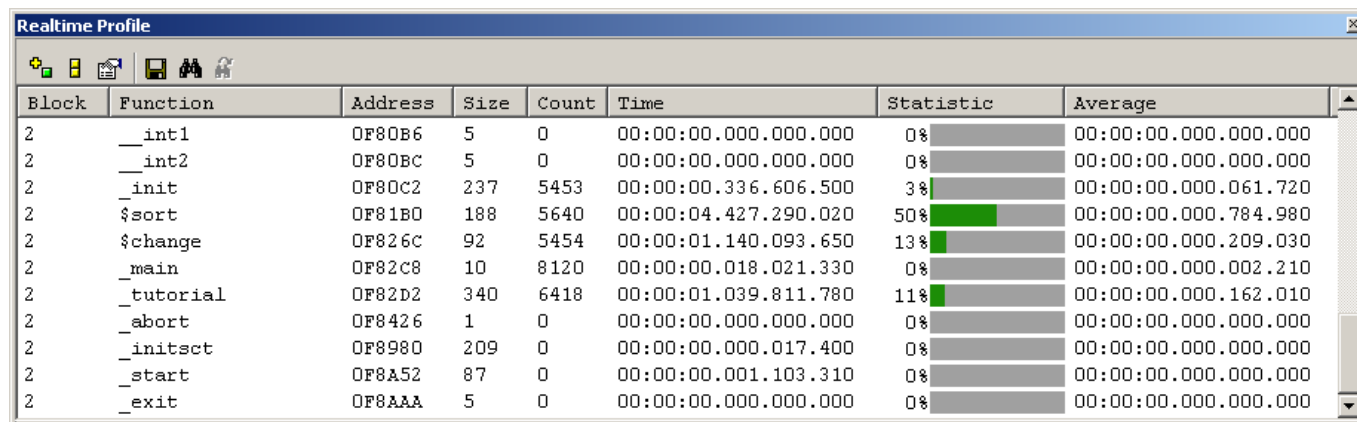 Realtime Profile
Block Function Address Size Count Time Statistic Average
2 __int1 0F80B6 5 0 00:00:00.000.000.000 0% 00:00:00.000.000.000
2 __int2 0F80BC 5 0 00:00:00.000.000.000 0% 00:00:00.000.000.000
2 _init 0F80C2 237 5453 00:00:00.336.606.500 3% 00:00:00.000.061.720
2 $sort 0F81B0 188 5640 00:00:04.427.290.020 50% 00:00:00.000.784.980
2 $change 0F826C 92 5454 00:00:01.140.093.650 13% 00:00:00.000.209.030
2 _main 0F82C8 10 8120 00:00:00.018.021.330 0% 00:00:00.000.002.210
2 _tutorial 0F82D2 340 6418 00:00:01.039.811.780 11% 00:00:00.000.162.010
2 _abort 0F8426 1 0 00:00:00.000.000.000 0% 00:00:00.000.000.000
2 _initsct 0F8980 209 0 00:00:00.000.017.400 0% 00:00:00.000.000.000
2 _start 0F8A52 87 0 00:00:00.001.103.310 0% 00:00:00.000.000.000
2 _exit 0F8AAA 5 0 00:00:00.000.000.000 0% 00:00:00.000.000.000